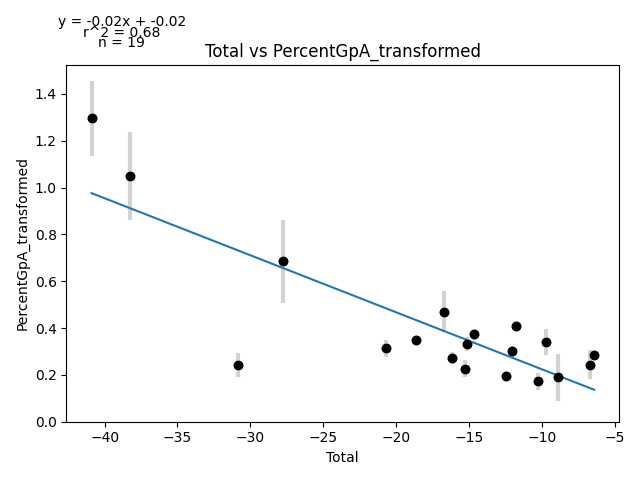 y = -0.02x + -0.02
r^2 = 0.68
n = 19
Total vs PercentGpA_transformed
PercentGpA_transformed
1.4
1.2
1.0
0.8
0.6
0.4
0.2
0.0
−40
−35
−30
−25
−20
−15
−10
−5
Total